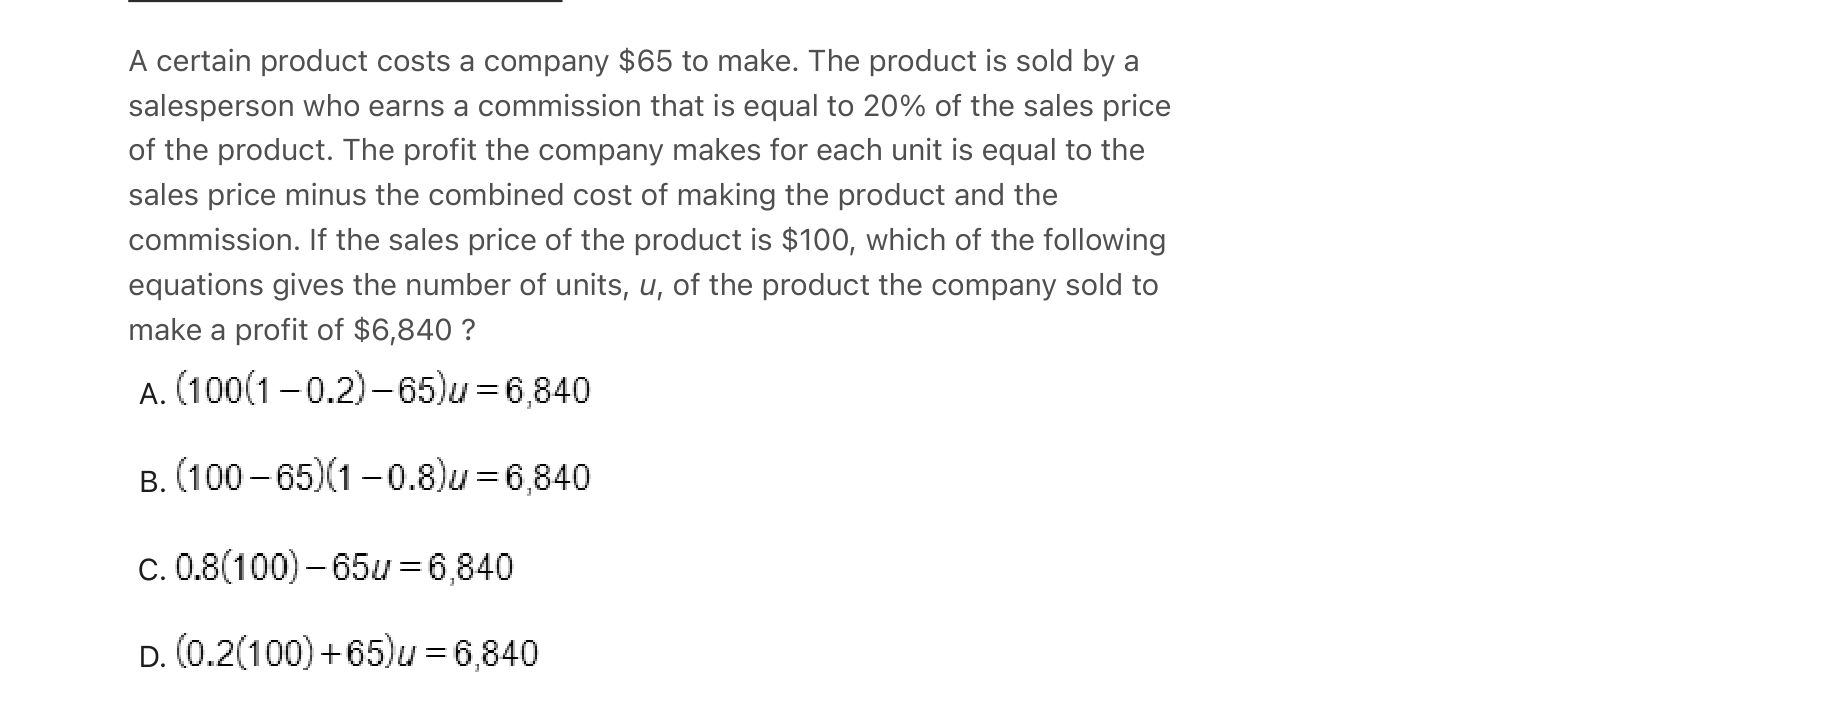 A certain product costs a company $65 to make. The product is sold by a
salesperson who earns a commission that is equal to 20% of the sales price
of the product. The profit the company makes for each unit is equal to the
sales price minus the combined cost of making the product and the
commission. If the sales price of the product is $100, which of the following
equations gives the number of units, u, of the product the company sold to
make a profit of $6,840 ?
A. (100(1−0.2)−65)u=6,840
B. (100−65)(1−0.8)u=6,840
C. 0.8(100)−65u=6,840
D. (0.2(100)+65)u=6,840